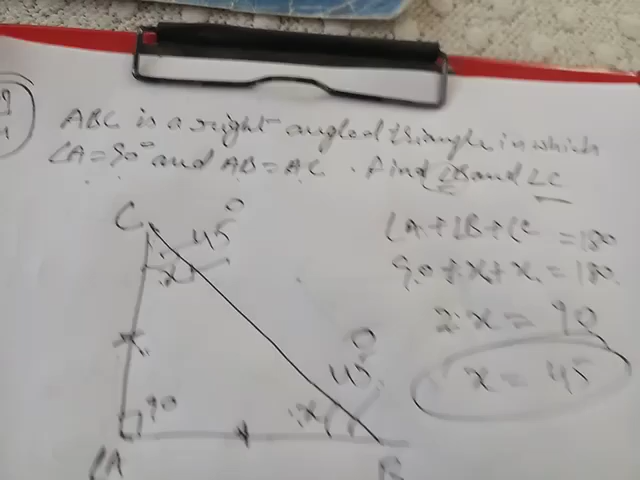 ABC is a right angled triangle in which
∠A = 90° and AB = AC. Find ∠B and ∠C
∠A + ∠B + ∠C = 180
90 + x + x = 180
2x = 90
x = 45
C
45°
x
90
45°
x
A
B